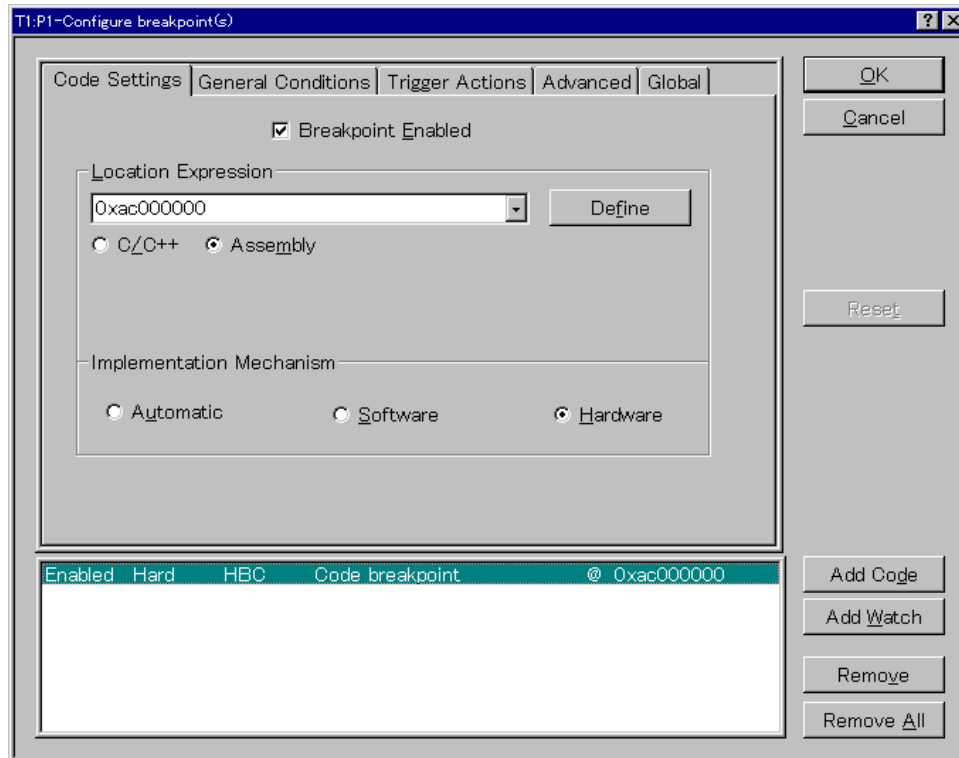 T1:P1-Configure breakpoint(s)
Code Settings General Conditions Trigger Actions Advanced Global
OK
Cancel
Breakpoint Enabled
Location Expression
0xac000000
Define
C/C++ Assembly
Reset
Implementation Mechanism
Automatic Software Hardware
Enabled Hard HBC Code breakpoint @ 0xac000000
Add Code
Add Watch
Remove
Remove All